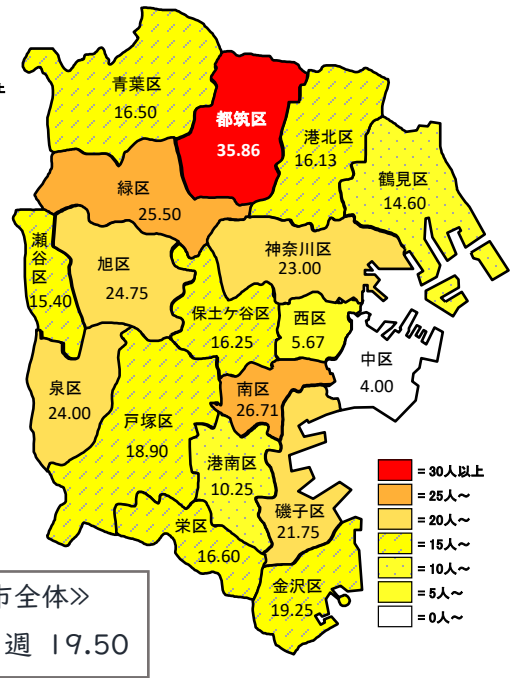 青葉区
16.50
都筑区
35.86
港北区
16.13
鶴見区
14.60
緑区
25.50
瀬谷区
15.40
旭区
24.75
神奈川区
23.00
保土ケ谷区
16.25
西区
5.67
中区
4.00
泉区
24.00
戸塚区
18.90
南区
26.71
港南区
10.25
磯子区
21.75
栄区
16.60
金沢区
19.25
= 30人以上
= 25人～
= 20人～
= 15人～
= 10人～
= 5人～
= 0人～
市全体≫
週 19.50